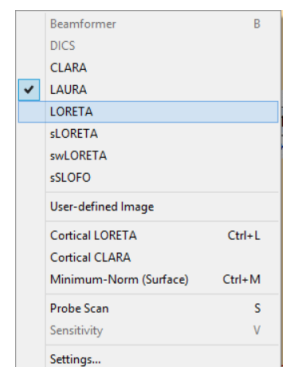 Beamformer B
DICS
CLARA
LAURA
LORETA
sLORETA
swLORETA
sSLOFO
User-defined Image
Cortical LORETA Ctrl+L
Cortical CLARA
Minimum-Norm (Surface) Ctrl+M
Probe Scan S
Sensitivity V
Settings...